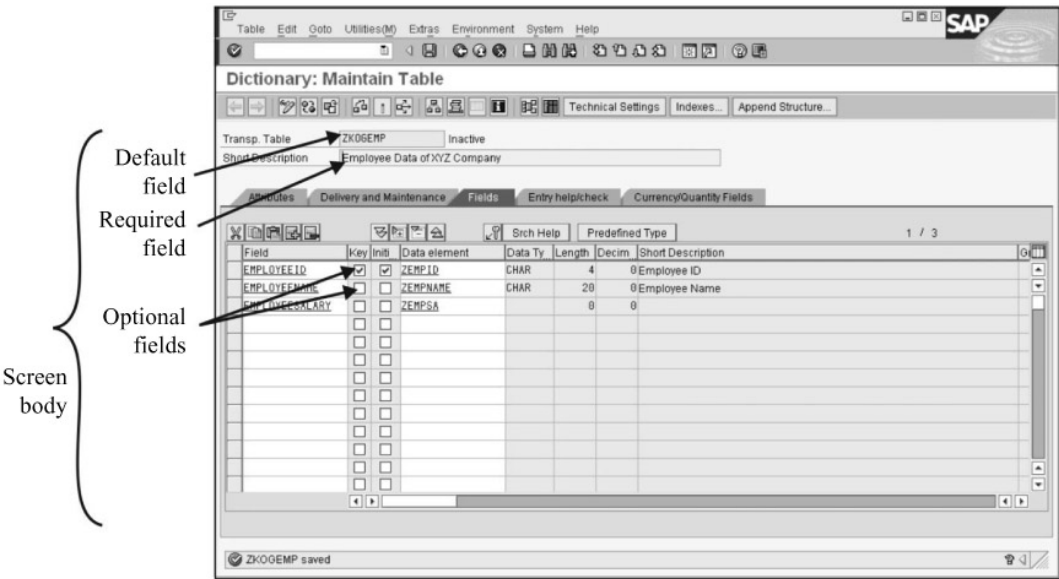 Table Edit Goto Utilities(M) Extras Environment System Help
SAP
Dictionary: Maintain Table
Technical Settings Indexes... Append Structure...
Transp. Table ZKOGEMP Inactive
Short Description Employee Data of XYZ Company
Attributes Delivery and Maintenance Fields Entry help/check Currency/Quantity Fields
Srch Help Predefined Type 1 / 3
Field Key Initi Data element Data Ty Length Decim Short Description
EMPLOYEEID ZEMPID CHAR 4 0 Employee ID
EMPLOYEENAME ZEMPNAME CHAR 20 0 Employee Name
EMPLOYEESALARY ZEMPSA 0 0
ZKOGEMP saved
Default
field
Required
field
Optional
fields
Screen
body